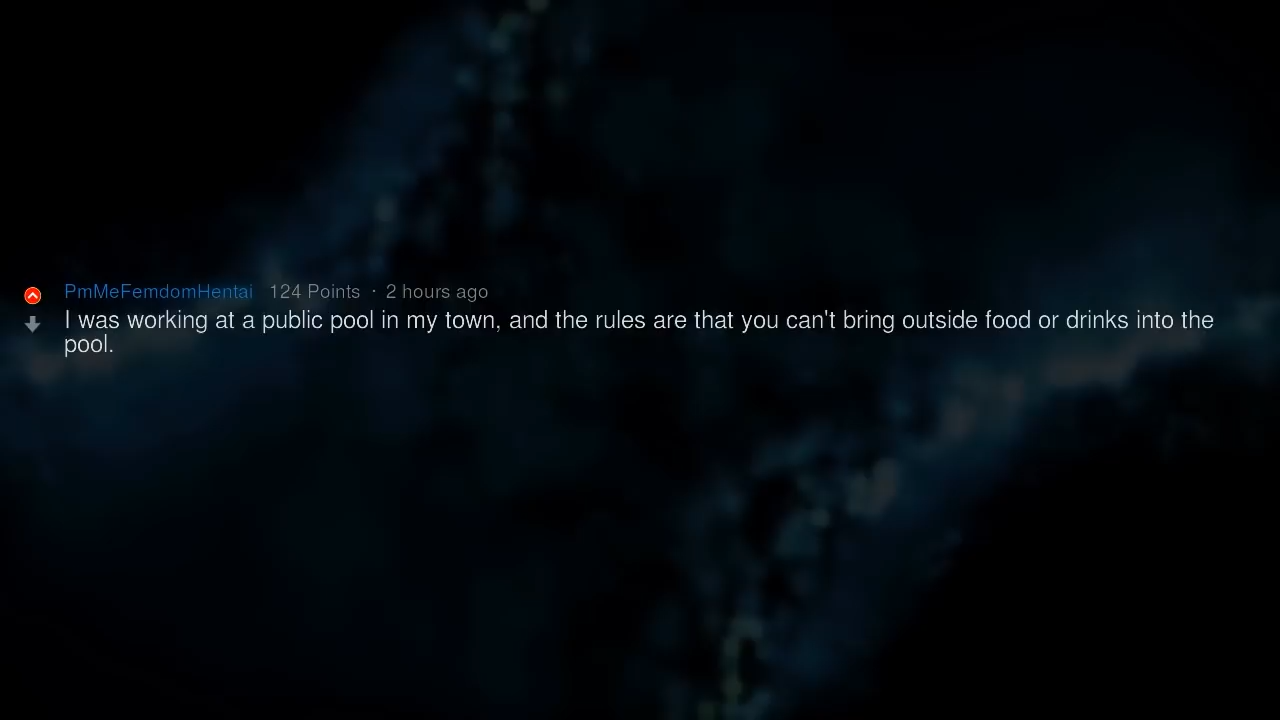 PmMeFemdomHentai 124 Points · 2 hours ago
I was working at a public pool in my town, and the rules are that you can't bring outside food or drinks into the
pool.